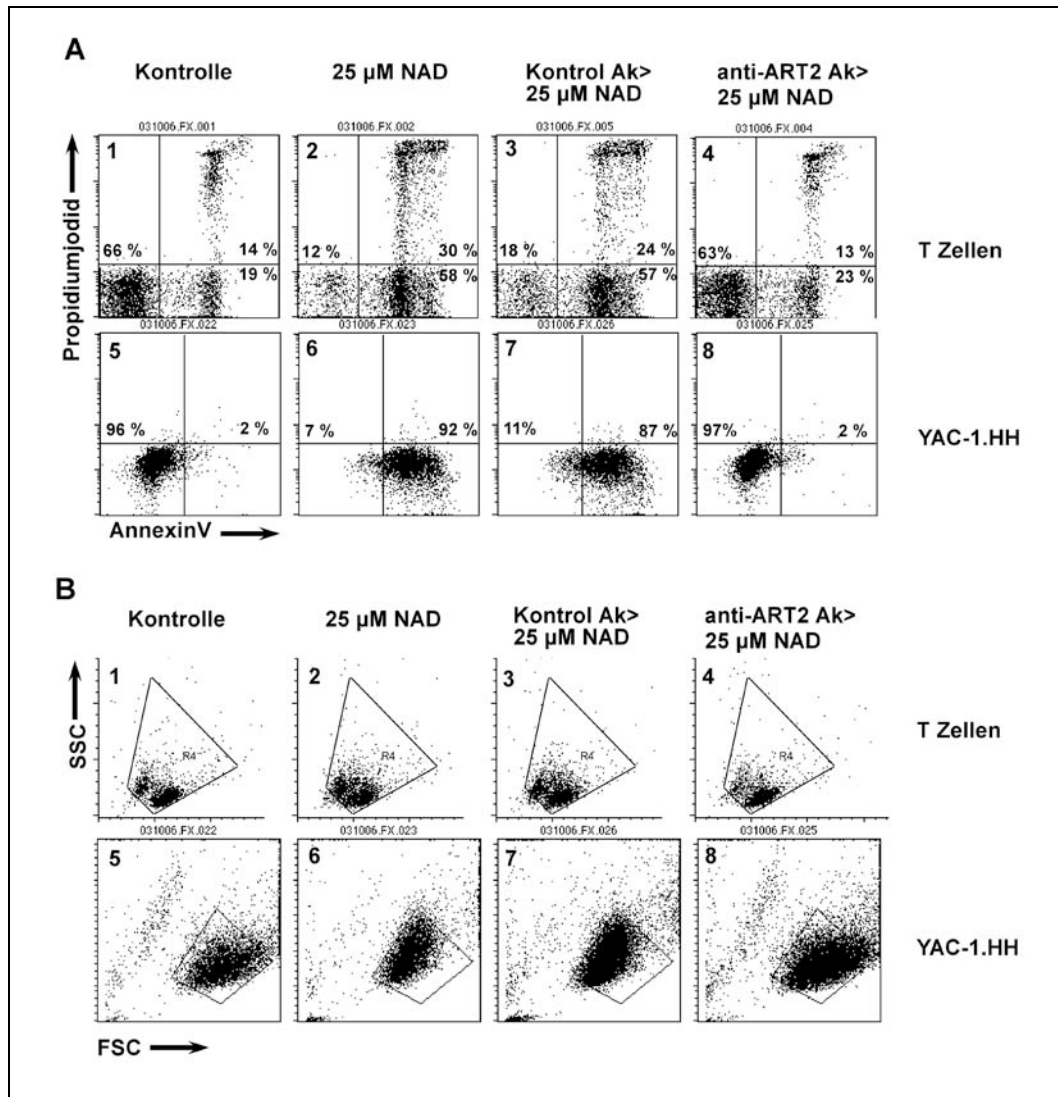 A
Kontrolle
25 µM NAD
Kontrol Ak>
25 µM NAD
anti-ART2 Ak>
25 µM NAD
031006.FX.001
031006.FX.002
031006.FX.005
031006.FX.004
Propidiumjodid
1
2
3
4
66 %
14 %
12 %
30 %
18 %
24 %
63%
13 %
19 %
58 %
57 %
23 %
T Zellen
031006.FX.022
031006.FX.023
031006.FX.026
031006.FX.025
5
6
7
8
96 %
2 %
7 %
92 %
11%
87 %
97%
2 %
YAC-1.HH
AnnexinV
B
Kontrolle
25 µM NAD
Kontrol Ak>
25 µM NAD
anti-ART2 Ak>
25 µM NAD
SSC
1
2
3
4
R4
R4
R4
R4
T Zellen
031006.FX.022
031006.FX.023
031006.FX.026
031006.FX.025
5
6
7
8
YAC-1.HH
FSC